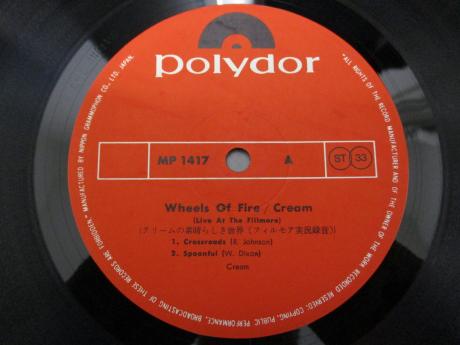 polydor
MP 1417 A ST 33
Wheels Of Fire / Cream
(Live At The Fillmore)
(クリームの素晴らしき世界《フィルモア実況録音》)
1. Crossroads (R. Johnson)
2. Spoonful (W. Dixon)
Cream
"ALL RIGHTS OF THE RECORD MANUFACTURER AND OF THE OWNER OF THE WORK RECORDED RESERVED. COPYING, PUBLIC PERFORMANCE, BROADCASTING OF THESE RECORDS ARE FORBIDDEN" MANUFACTURED BY NIPPON GRAMMOPHON CO., LTD. JAPAN.